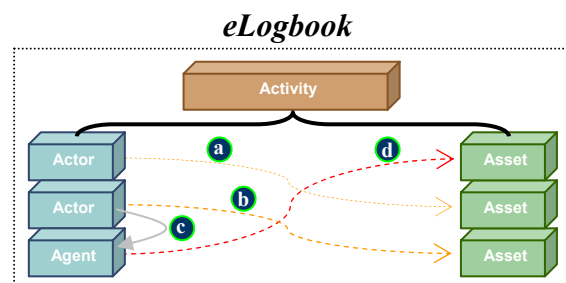 eLogbook
Activity
a
d
Actor
Asset
b
Actor
Asset
c
Agent
Asset